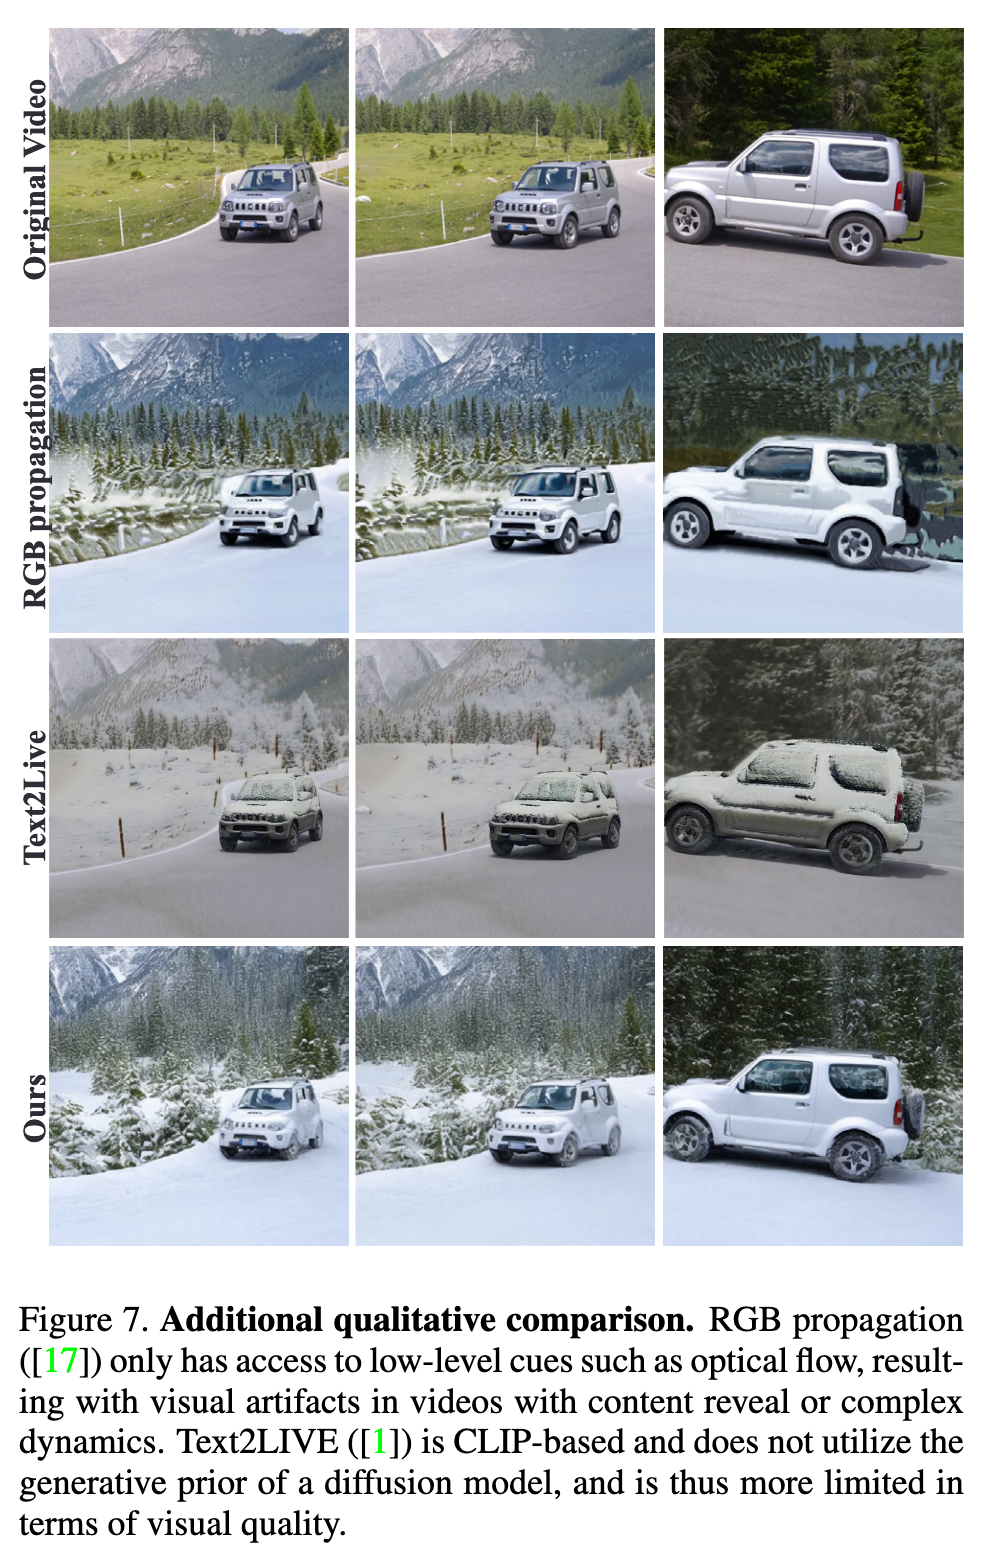 Original Video
RGB propagation
Text2Live
Ours
Figure 7. Additional qualitative comparison. RGB propagation
([17]) only has access to low-level cues such as optical flow, result-
ing with visual artifacts in videos with content reveal or complex
dynamics. Text2LIVE ([1]) is CLIP-based and does not utilize the
generative prior of a diffusion model, and is thus more limited in
terms of visual quality.